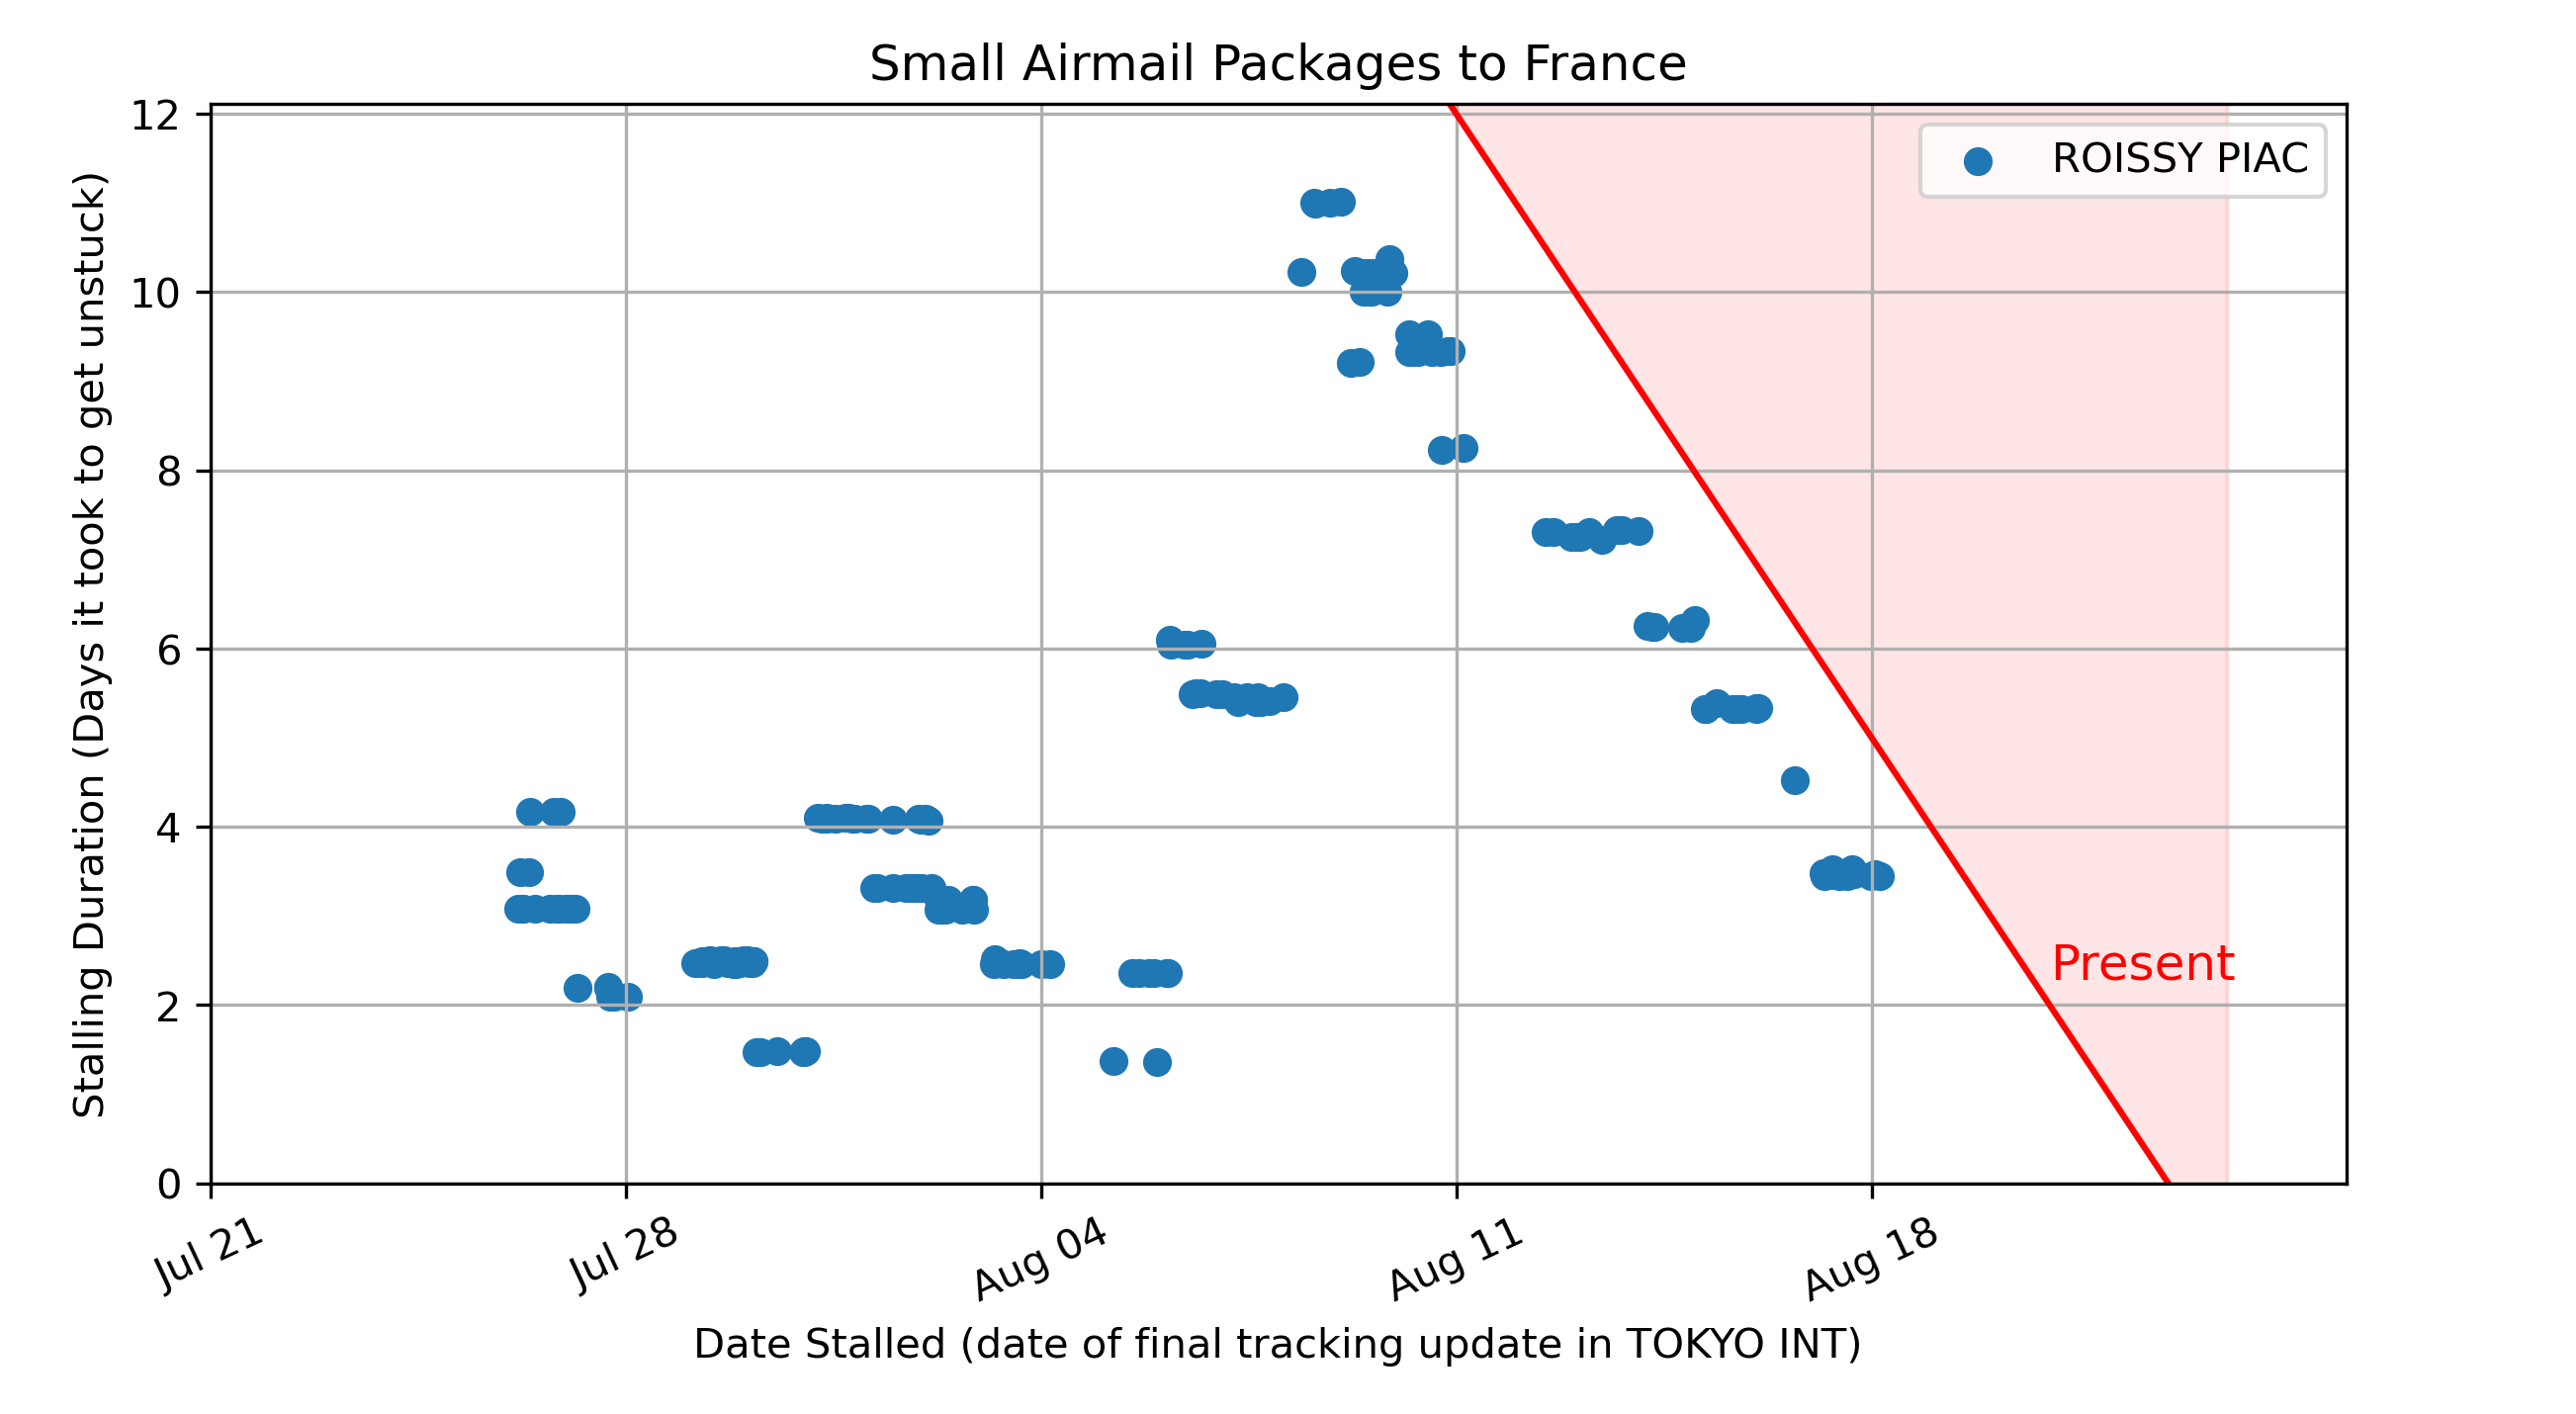 Small Airmail Packages to France
Stalling Duration (Days it took to get unstuck)
12
10
8
6
4
2
0
ROISSY PIAC
Present
Jul 21
Jul 28
Aug 04
Aug 11
Aug 18
Date Stalled (date of final tracking update in TOKYO INT)